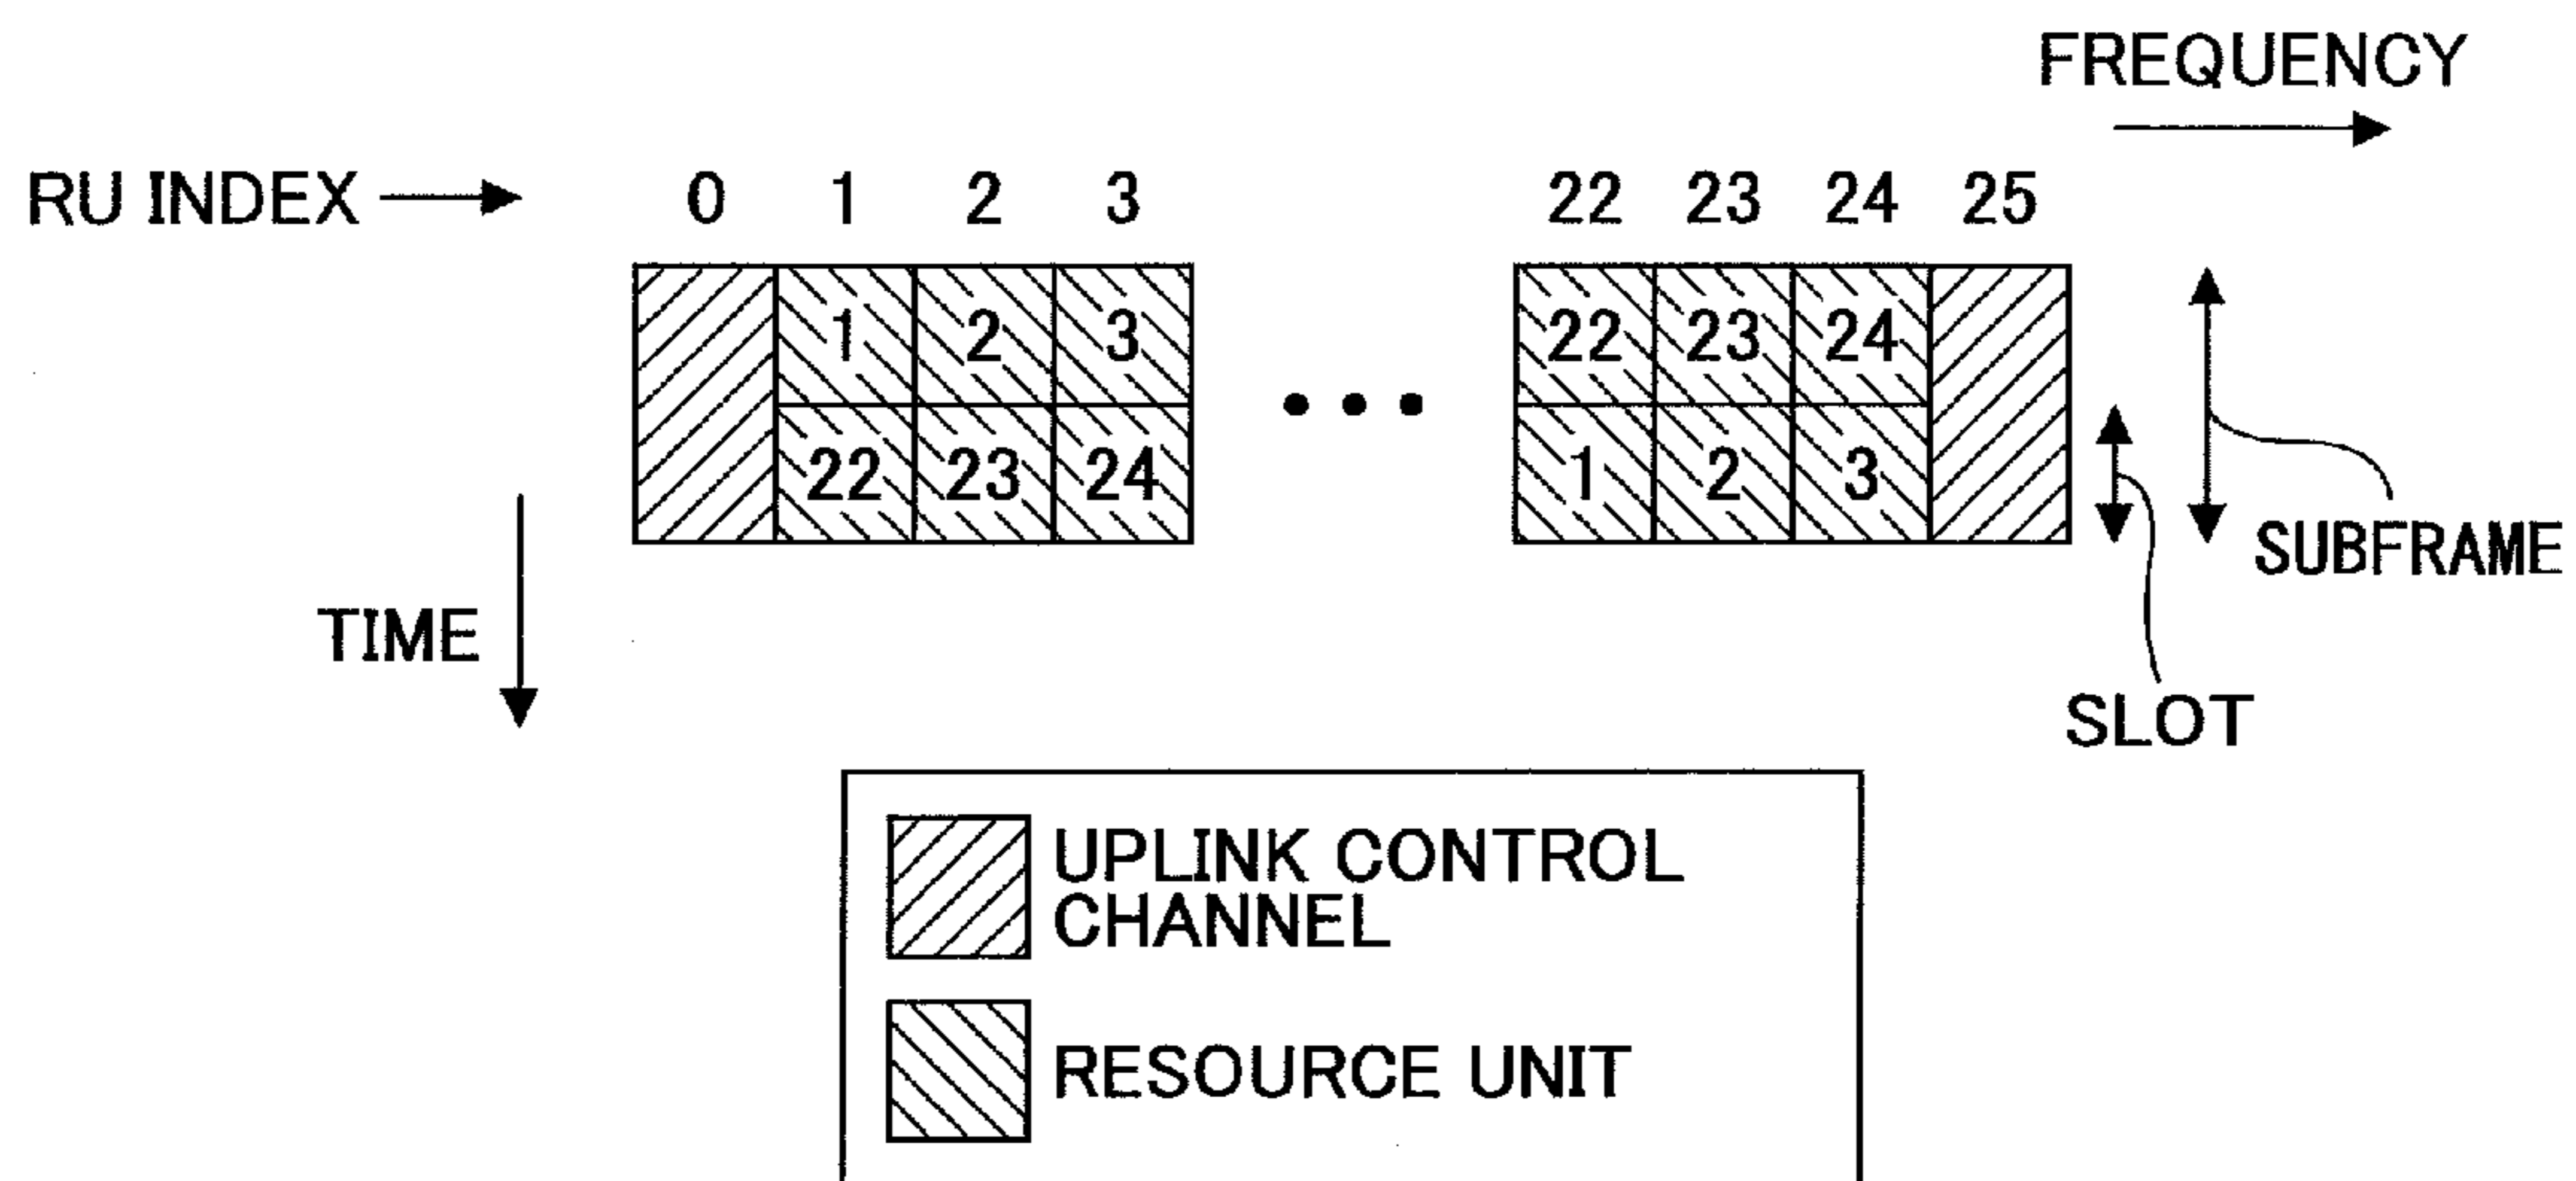 FREQUENCY
RU INDEX
0 1 2 3 22 23 24 25
1 2 3 22 23 24
22 23 24 1 2 3
SUBFRAME
TIME
SLOT
UPLINK CONTROL
CHANNEL
RESOURCE UNIT